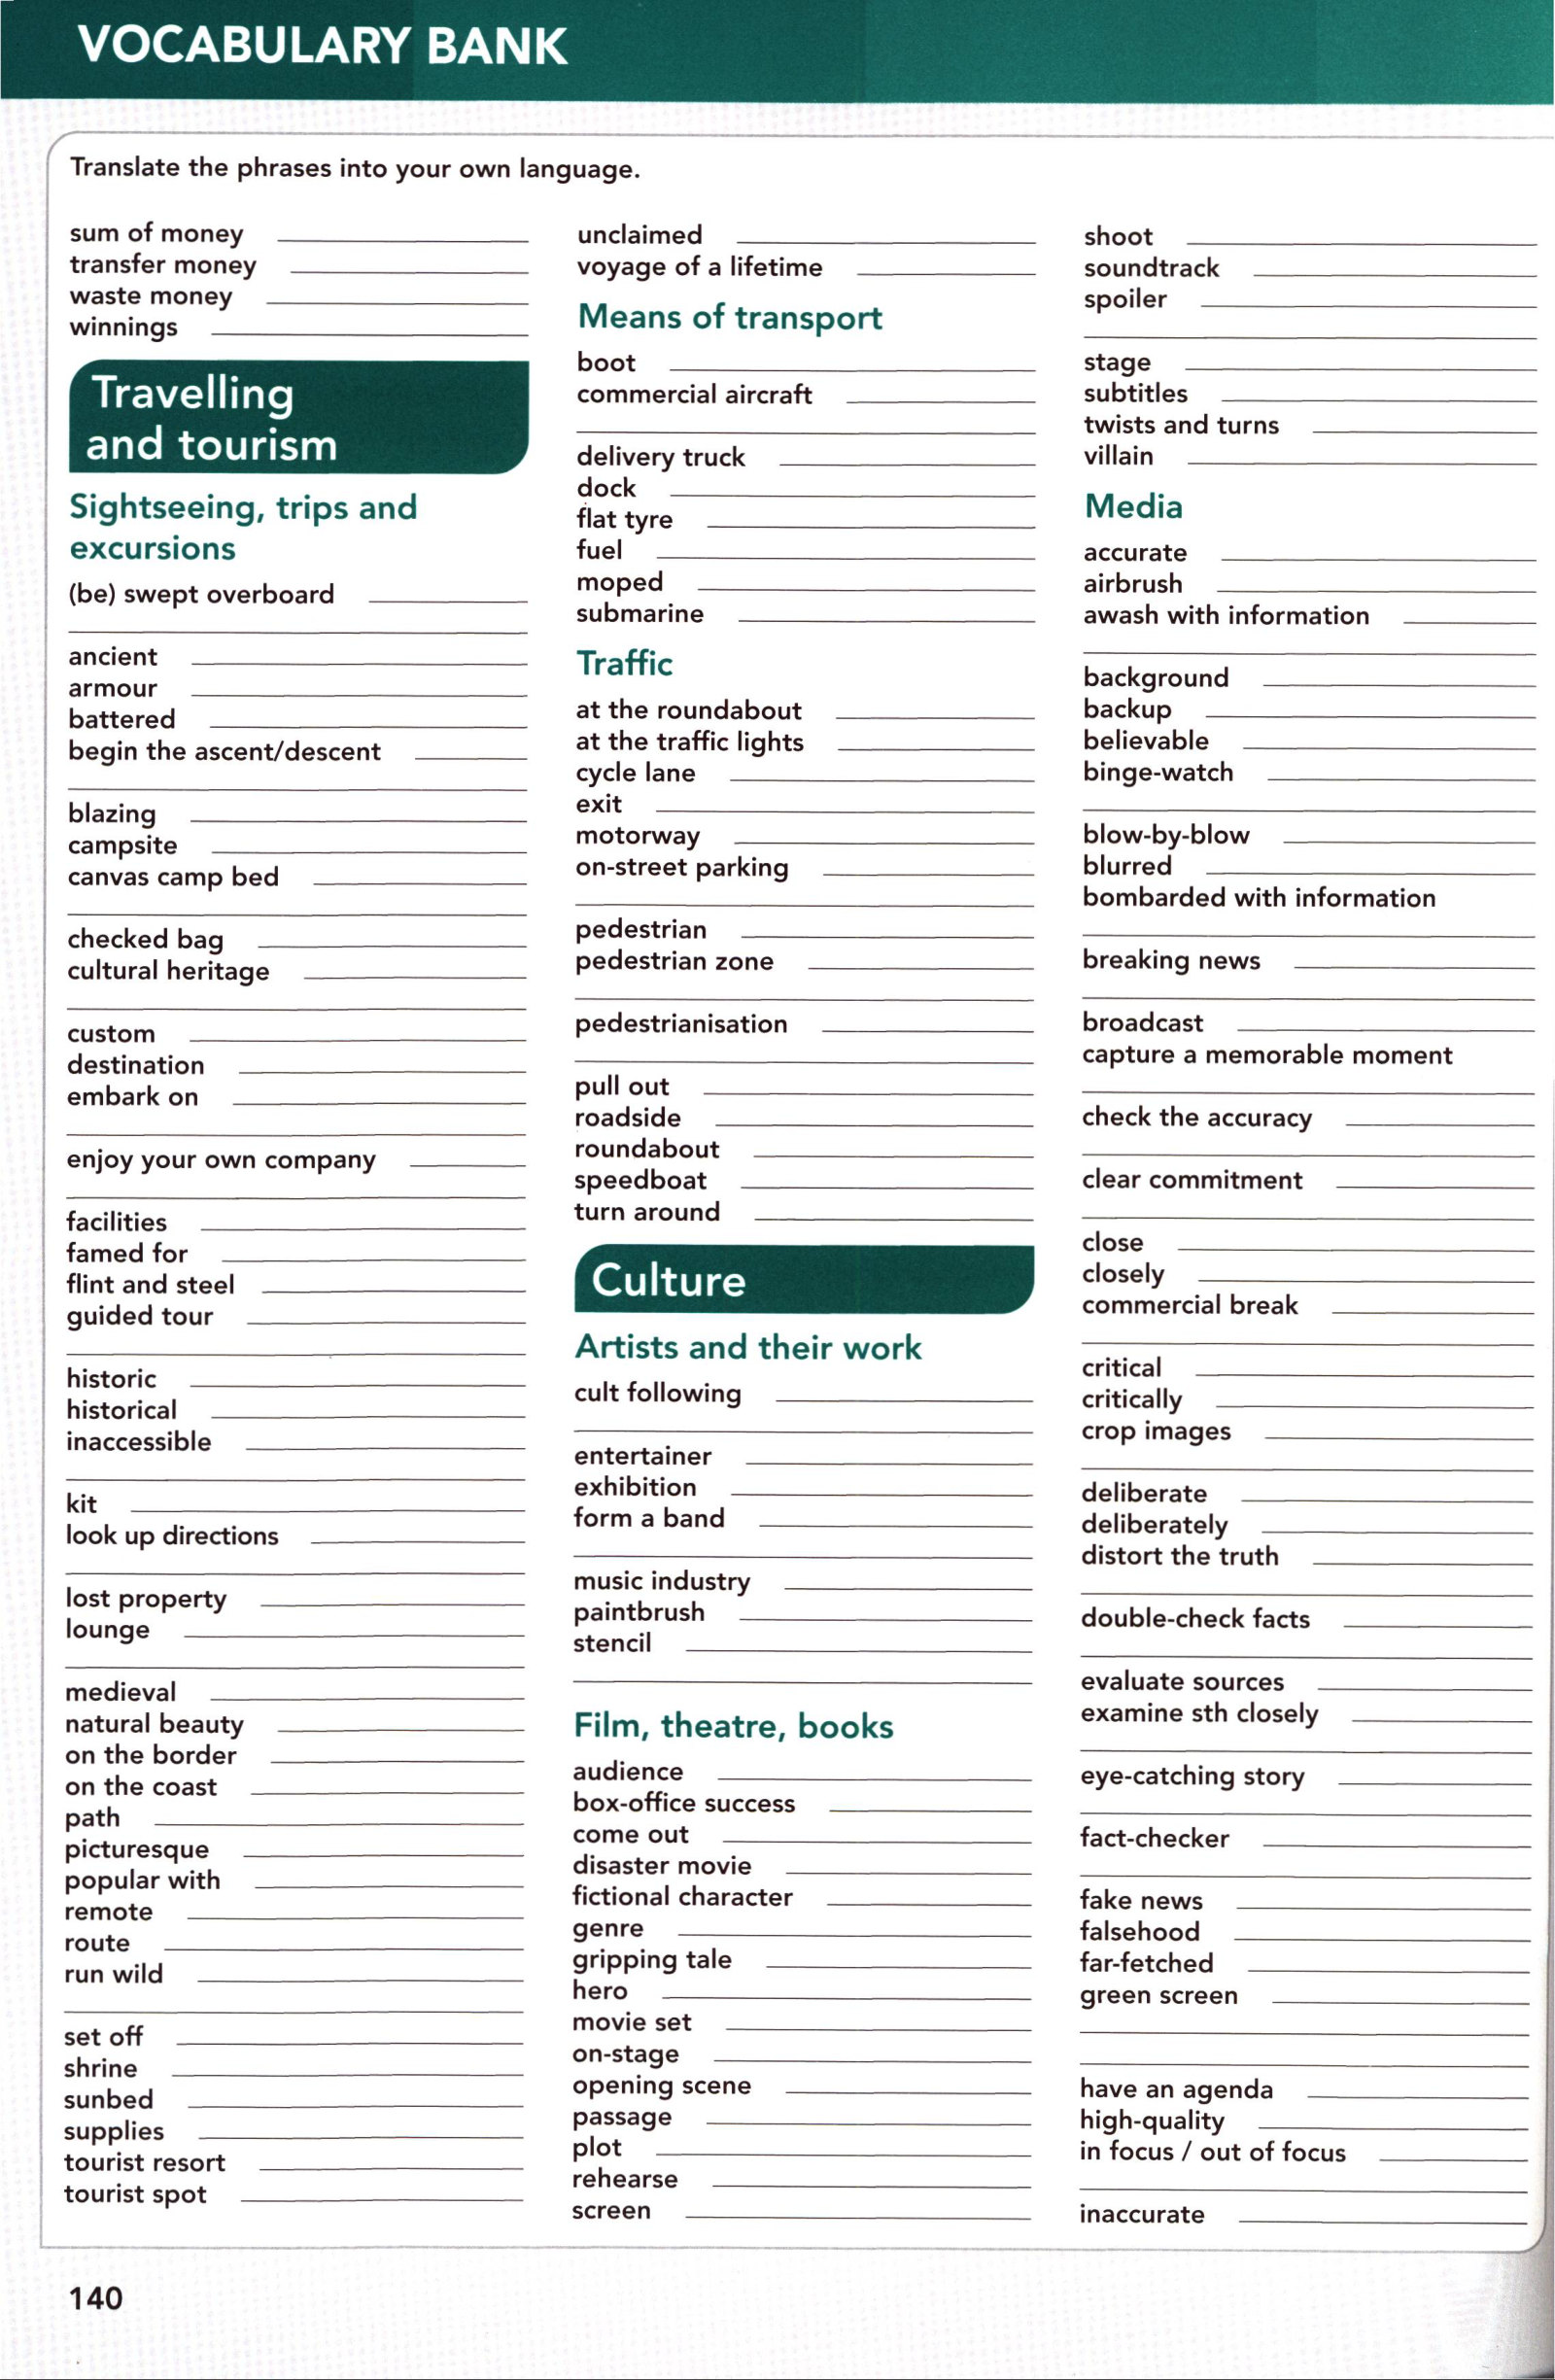 VOCABULARY BANK
Translate the phrases into your own language.
sum of money
transfer money
waste money
winnings
Travelling
and tourism
Sightseeing, trips and
excursions
(be) swept overboard
ancient
armour
battered
begin the ascent/descent
blazing
campsite
canvas camp bed
checked bag
cultural heritage
custom
destination
embark on
enjoy your own company
facilities
famed for
flint and steel
guided tour
historic
historical
inaccessible
kit
look up directions
lost property
lounge
medieval
natural beauty
on the border
on the coast
path
picturesque
popular with
remote
route
run wild
set off
shrine
sunbed
supplies
tourist resort
tourist spot
unclaimed
voyage of a lifetime
Means of transport
boot
commercial aircraft
delivery truck
dock
flat tyre
fuel
moped
submarine
Traffic
at the roundabout
at the traffic lights
cycle lane
exit
motorway
on-street parking
pedestrian
pedestrian zone
pedestrianisation
pull out
roadside
roundabout
speedboat
turn around
Culture
Artists and their work
cult following
entertainer
exhibition
form a band
music industry
paintbrush
stencil
Film, theatre, books
audience
box-office success
come out
disaster movie
fictional character
genre
gripping tale
hero
movie set
on-stage
opening scene
passage
plot
rehearse
screen
shoot
soundtrack
spoiler
stage
subtitles
twists and turns
villain
Media
accurate
airbrush
awash with information
background
backup
believable
binge-watch
blow-by-blow
blurred
bombarded with information
breaking news
broadcast
capture a memorable moment
check the accuracy
clear commitment
close
closely
commercial break
critical
critically
crop images
deliberate
deliberately
distort the truth
double-check facts
evaluate sources
examine sth closely
eye-catching story
fact-checker
fake news
falsehood
far-fetched
green screen
have an agenda
high-quality
in focus / out of focus
inaccurate
140